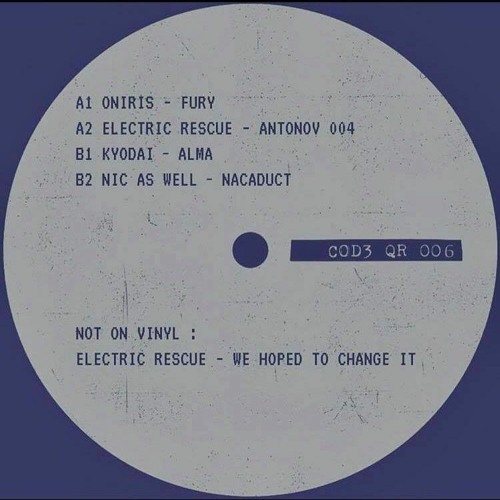 A1 ONIRIS - FURY
A2 ELECTRIC RESCUE - ANTONOV 004
B1 KYODAI - ALMA
B2 NIC AS WELL - NACADUCT
COD3 QR 006
NOT ON VINYL :
ELECTRIC RESCUE - WE HOPED TO CHANGE IT